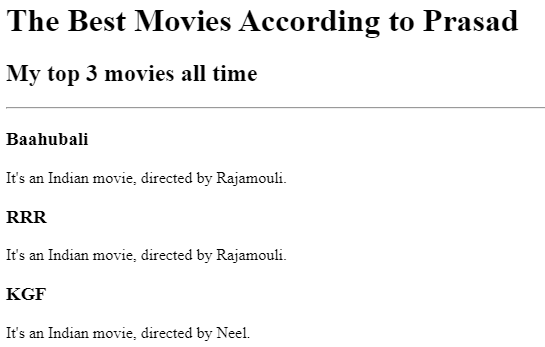 The Best Movies According to Prasad
My top 3 movies all time
Baahubali
It's an Indian movie, directed by Rajamouli.
RRR
It's an Indian movie, directed by Rajamouli.
KGF
It's an Indian movie, directed by Neel.